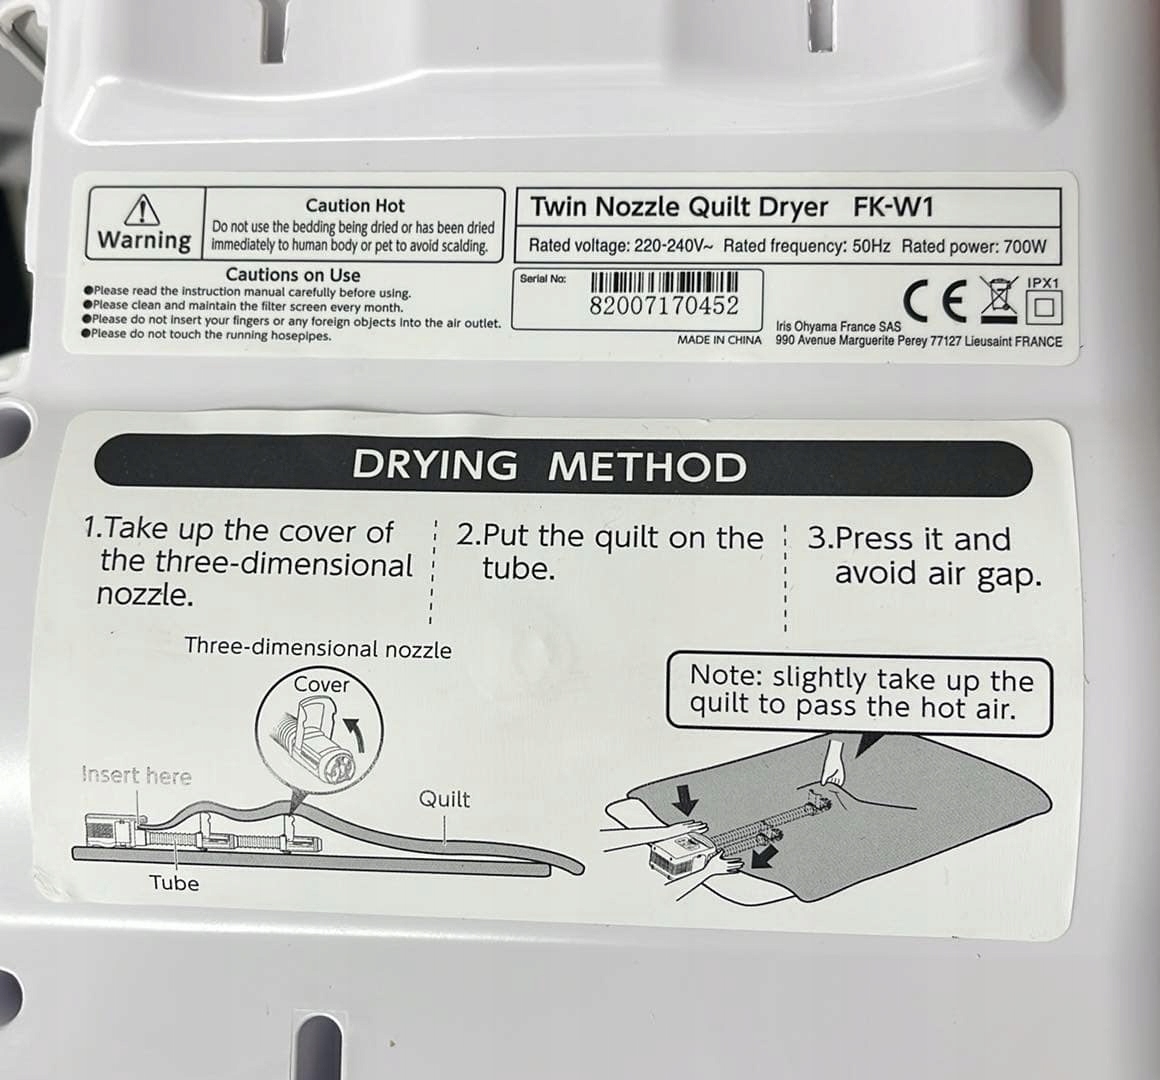 Warning
Caution Hot
Do not use the bedding being dried or has been dried
immediately to human body or pet to avoid scalding.
Cautions on Use
●Please read the instruction manual carefully before using.
●Please clean and maintain the filter screen every month.
●Please do not insert your fingers or any foreign objects into the air outlet.
●Please do not touch the running hosepipes.
Twin Nozzle Quilt Dryer FK-W1
Rated voltage: 220-240V~ Rated frequency: 50Hz Rated power: 700W
Serial No:
82007170452
CE
IPX1
Iris Ohyama France SAS
MADE IN CHINA 990 Avenue Marguerite Perey 77127 Lieusaint FRANCE
DRYING METHOD
1.Take up the cover of
the three-dimensional
nozzle.
2.Put the quilt on the
tube.
3.Press it and
avoid air gap.
Three-dimensional nozzle
Cover
Insert here
Quilt
Tube
Note: slightly take up the
quilt to pass the hot air.